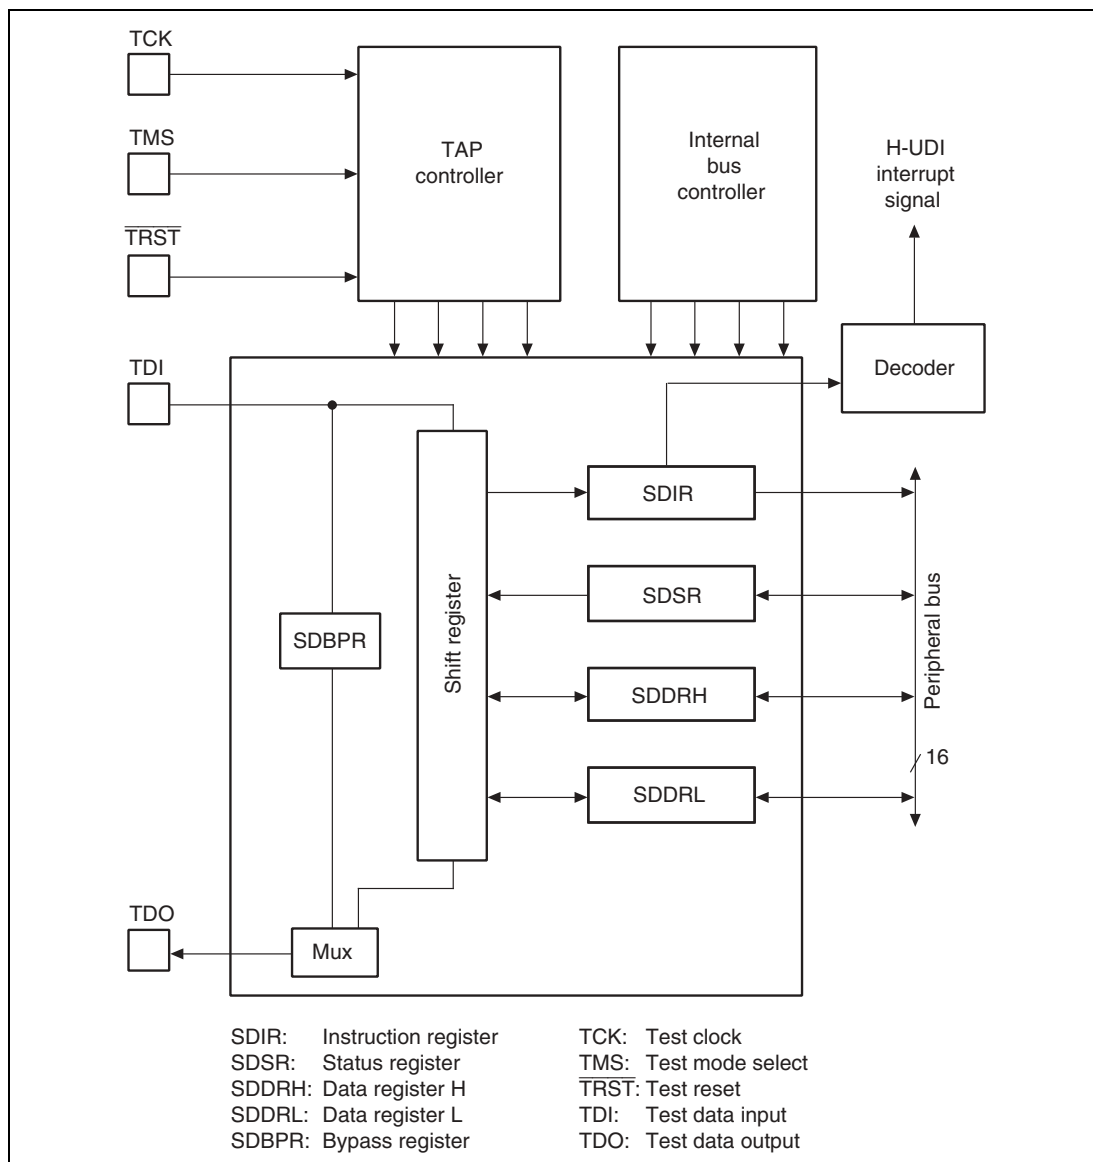 TCK
TMS
TRST
TDI
TDO
TAP
controller
Internal
bus
controller
H-UDI
interrupt
signal
Decoder
SDIR
SDSR
SDDRH
SDDRL
SDBPR
Shift register
Mux
Peripheral bus
16
SDIR: Instruction register
SDSR: Status register
SDDRH: Data register H
SDDRL: Data register L
SDBPR: Bypass register
TCK: Test clock
TMS: Test mode select
TRST: Test reset
TDI: Test data input
TDO: Test data output